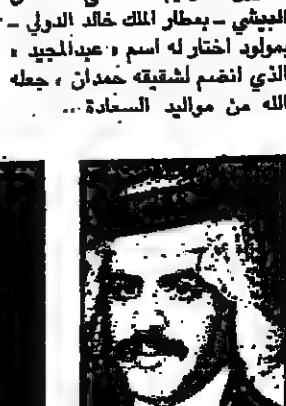 البيشي ـ بمطار الملك خالد الدولي ـ
بمولود اختار له اسم « عبدالمجيد »
الذي انضم لشقيقه حمدان ، جعله
الله من مواليد السعادة ..